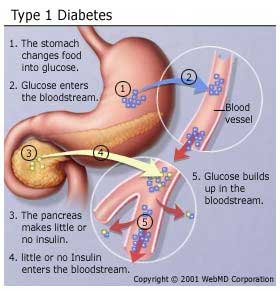 Type 1 Diabetes
1. The stomach
changes food
into glucose.
2. Glucose enters
the bloodstream.
1
2
Blood
vessel
3
4
5. Glucose builds
up in the
bloodstream.
5
3. The pancreas
makes little or
no insulin.
4. little or no Insulin
enters the bloodstream.
Copyright © 2001 WebMD Corporation